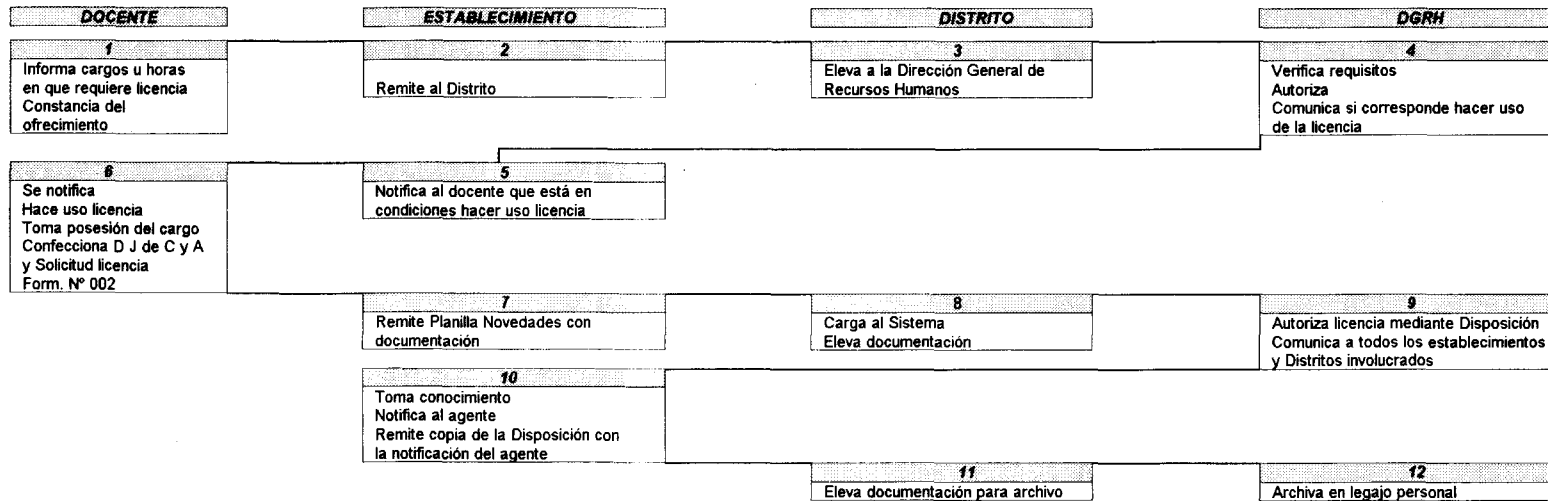 DOCENTE
ESTABLECIMIENTO
DISTRITO
DGRH
1
Informa cargos u horas
en que requiere licencia
Constancia del
ofrecimiento
2
Remite al Distrito
3
Eleva a la Dirección General de
Recursos Humanos
4
Verifica requisitos
Autoriza
Comunica si corresponde hacer uso
de la licencia
6
Se notifica
Hace uso licencia
Toma posesión del cargo
Confecciona D J de C y A
y Solicitud licencia
Form. Nº 002
5
Notifica al docente que está en
condiciones hacer uso licencia
7
Remite Planilla Novedades con
documentación
8
Carga al Sistema
Eleva documentación
9
Autoriza licencia mediante Disposición
Comunica a todos los establecimientos
y Distritos involucrados
10
Toma conocimiento
Notifica al agente
Remite copia de la Disposición con
la notificación del agente
11
Eleva documentación para archivo
12
Archiva en legajo personal